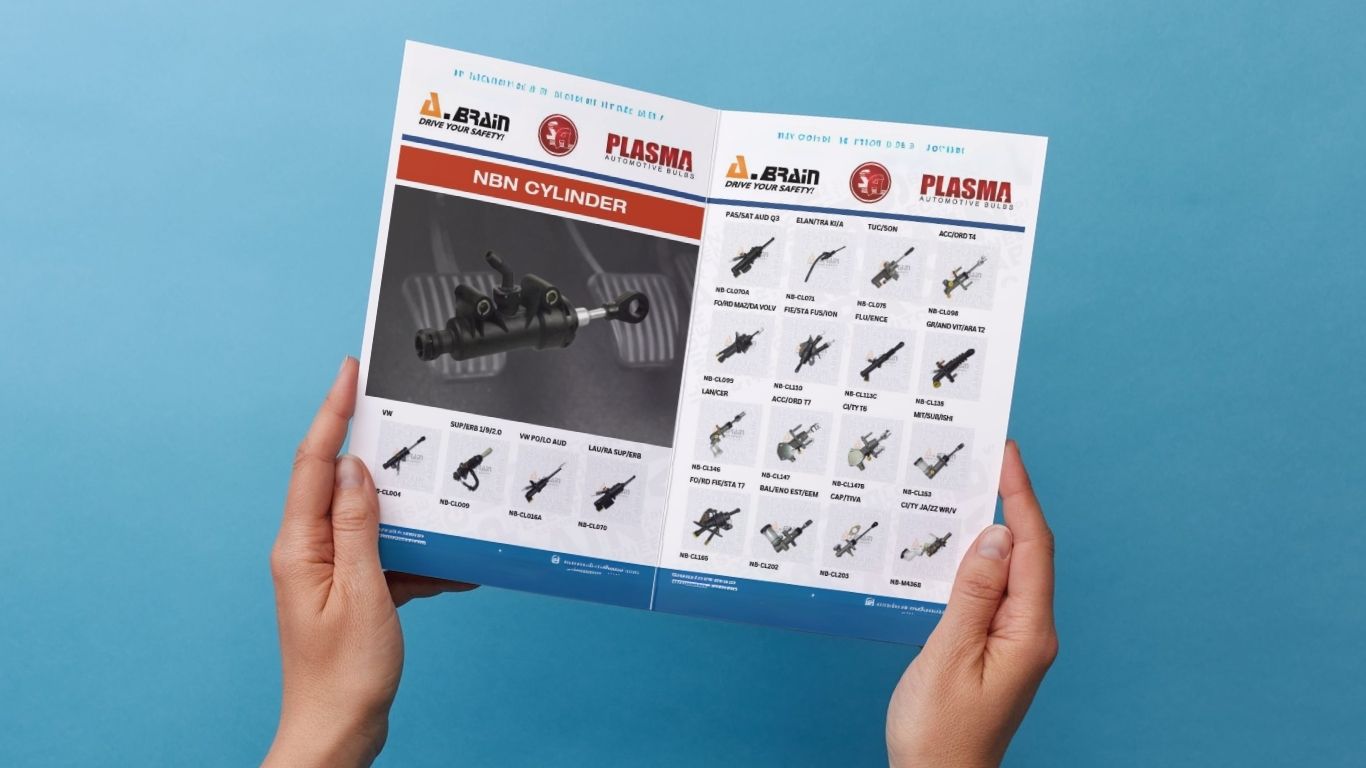 A.BRAIN
DRIVE YOUR SAFETY!
SA
PLASMA
AUTOMOTIVE BULBS
NBN CYLINDER
VW
SUP/ERB 1/9/2.0
VW PO/LO AUD
LAU/RA SUP/ERB
-CL004
NB-CL009
NB-CL016A
NB-CL070
A.BRAIN
DRIVE YOUR SAFETY!
SA
PLASMA
AUTOMOTIVE BULBS
PAS/SAT AUD Q3
ELAN/TRA KI/A
TUC/SON
ACC/ORD T4
NB-CL070A
NB-CL071
NB-CL075
NB-CL098
FO/RD MAZ/DA VOLV
FIE/STA FUS/ION
FLU/ENCE
GR/AND VIT/ARA T2
NB-CL099
NB-CL110
NB-CL113C
NB-CL135
LAN/CER
ACC/ORD T7
CI/TY T6
MIT/SUB/ISHI
NB-CL146
NB-CL147
NB-CL147B
NB-CL153
FO/RD FIE/STA T7
BAL/ENO EST/EEM
CAP/TIVA
CI/TY JA/ZZ WR/V
NB-CL165
NB-CL202
NB-CL203
NB-M436B